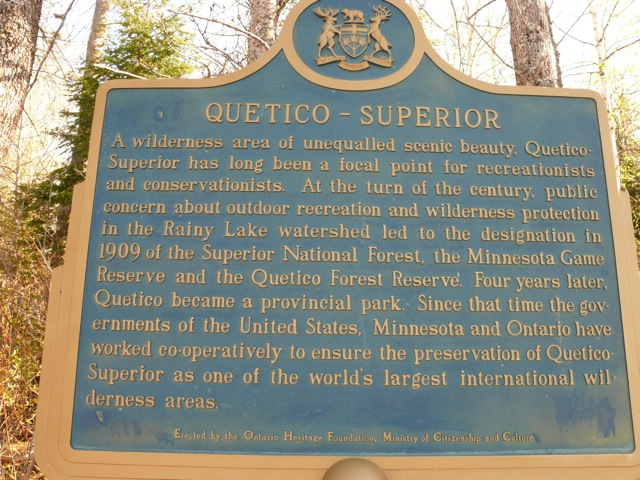 QUETICO - SUPERIOR
A wilderness area of unequalled scenic beauty, Quetico-
Superior has long been a focal point for recreationists
and conservationists. At the turn of the century, public
concern about outdoor recreation and wilderness protection
in the Rainy Lake watershed led to the designation in
1909 of the Superior National Forest, the Minnesota Game
Reserve and the Quetico Forest Reserve. Four years later,
Quetico became a provincial park. Since that time the gov-
ernments of the United States, Minnesota and Ontario have
worked co-operatively to ensure the preservation of Quetico-
Superior as one of the world's largest international wil-
derness areas.
Erected by the Ontario Heritage Foundation, Ministry of Citizenship and Culture